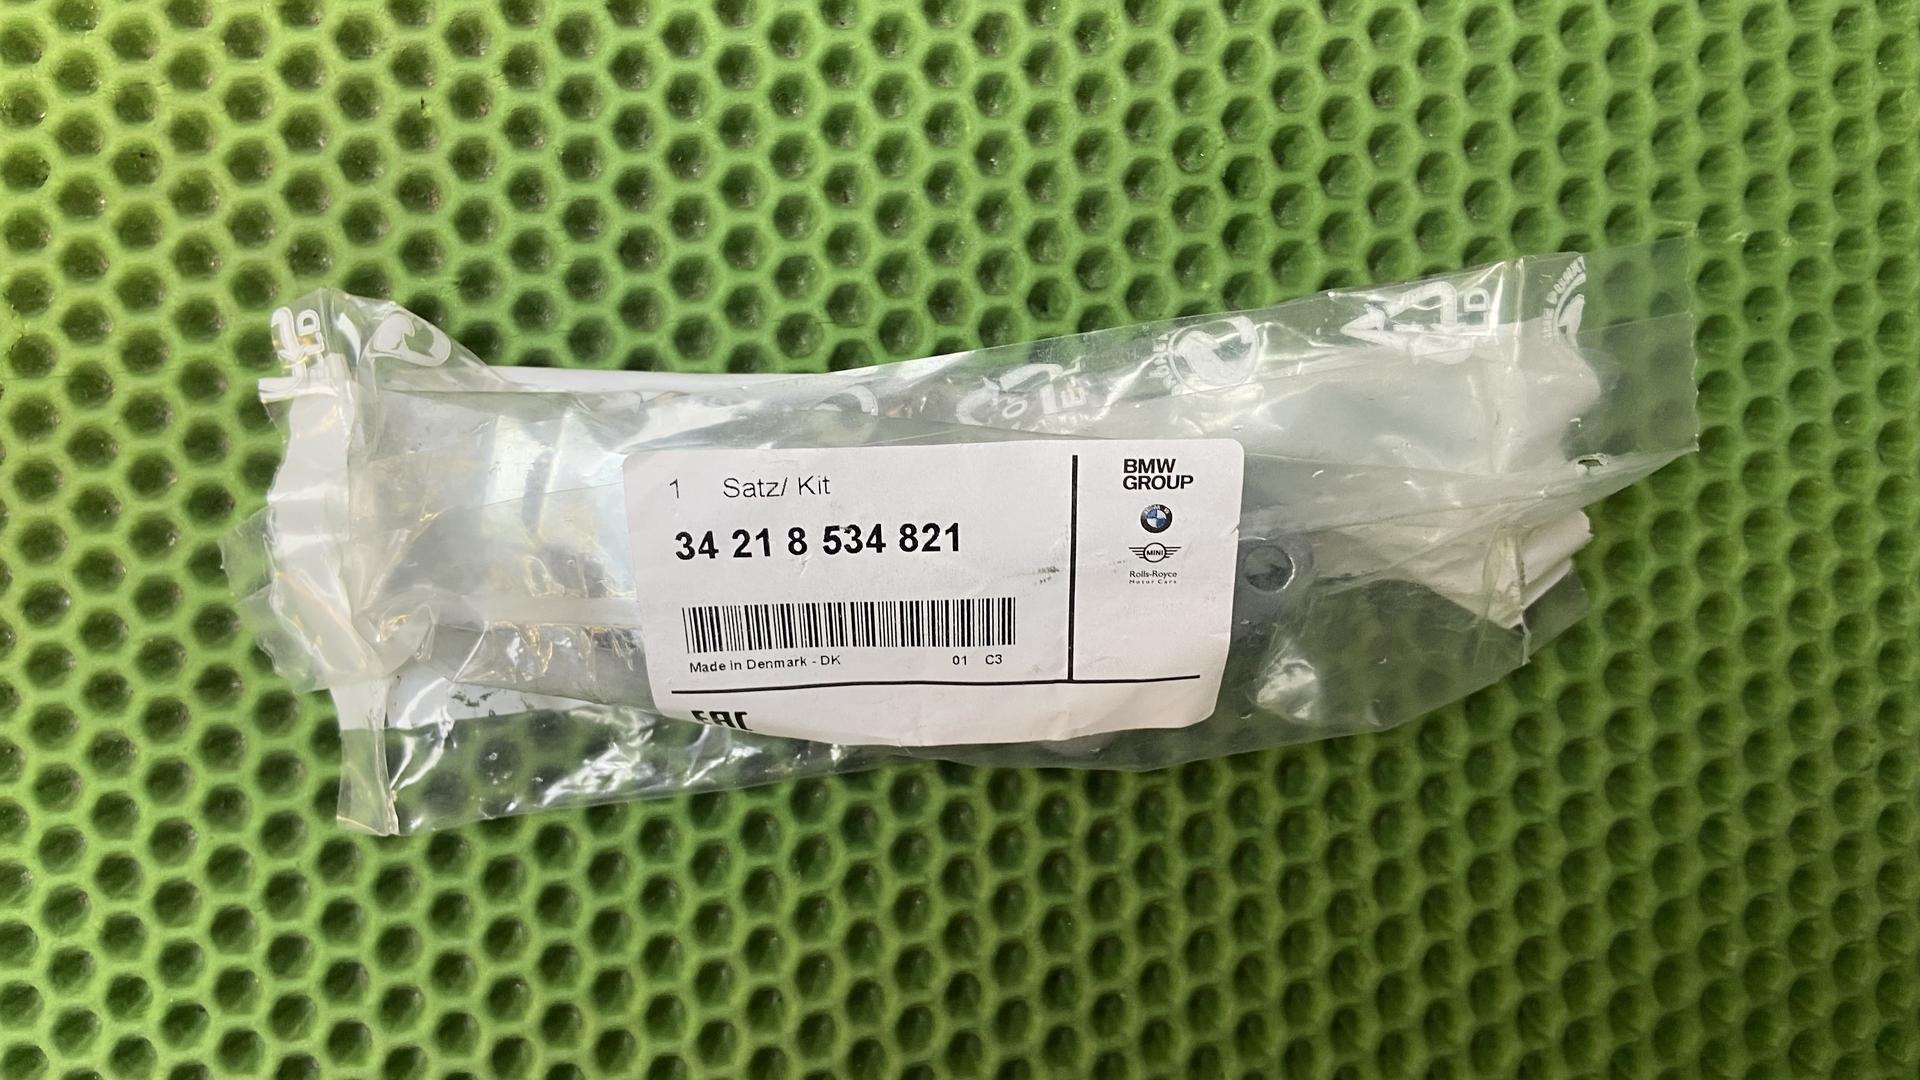 1 Satz/ Kit
34 21 8 534 821
Made in Denmark - DK 01 C3
EAC
BMW
GROUP
MINI
Rolls-Royce
Motor Cars